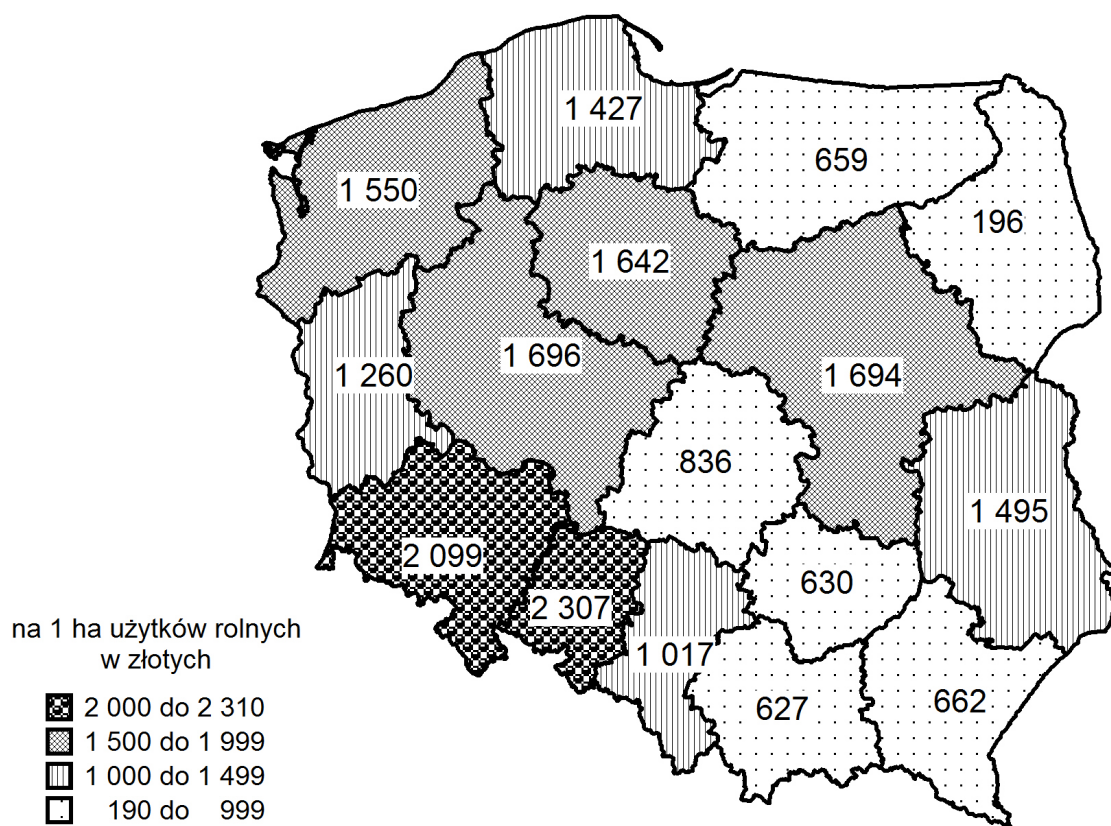 1 427
659
1 550
196
1 642
1 696
1 260
1 694
836
1 495
2 099
630
2 307
1 017
627
662
na 1 ha użytków rolnych
w złotych
2 000 do 2 310
1 500 do 1 999
1 000 do 1 499
190 do 999